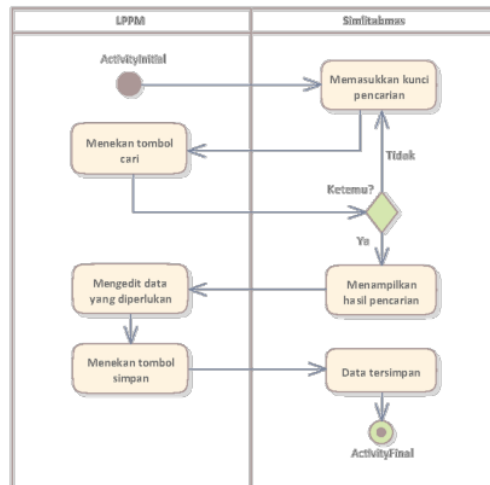 LPPM
Simlitabmas
ActivityInitial
Memasukkan kunci
pencarian
Menekan tombol
cari
Tidak
Ketemu?
Ya
Mengedit data
yang diperlukan
Menampilkan
hasil pencarian
Menekan tombol
simpan
Data tersimpan
ActivityFinal